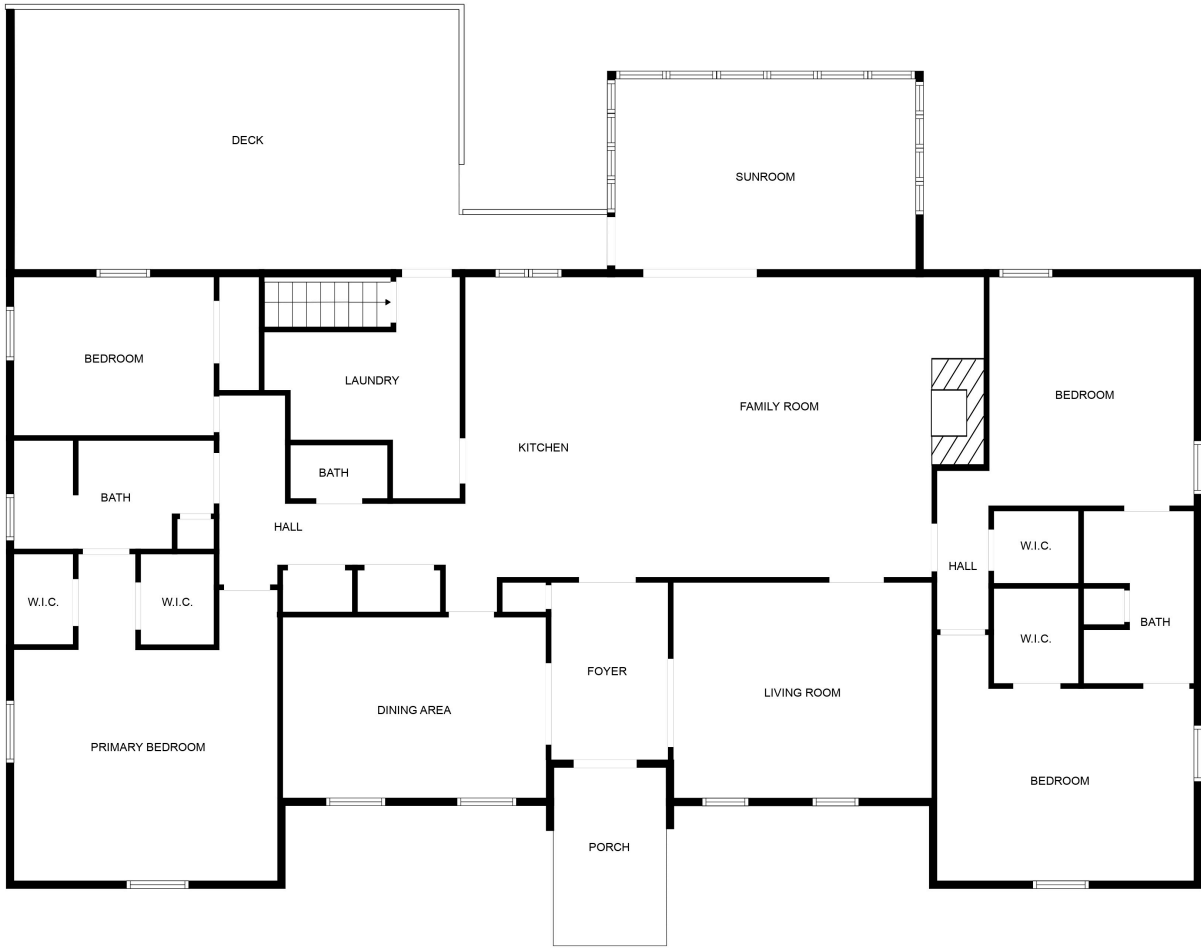 DECK
SUNROOM
BEDROOM
LAUNDRY
FAMILY ROOM
BEDROOM
KITCHEN
BATH
BATH
HALL
W.I.C.
HALL
W.I.C.
W.I.C.
BATH
W.I.C.
FOYER
LIVING ROOM
DINING AREA
PRIMARY BEDROOM
BEDROOM
PORCH